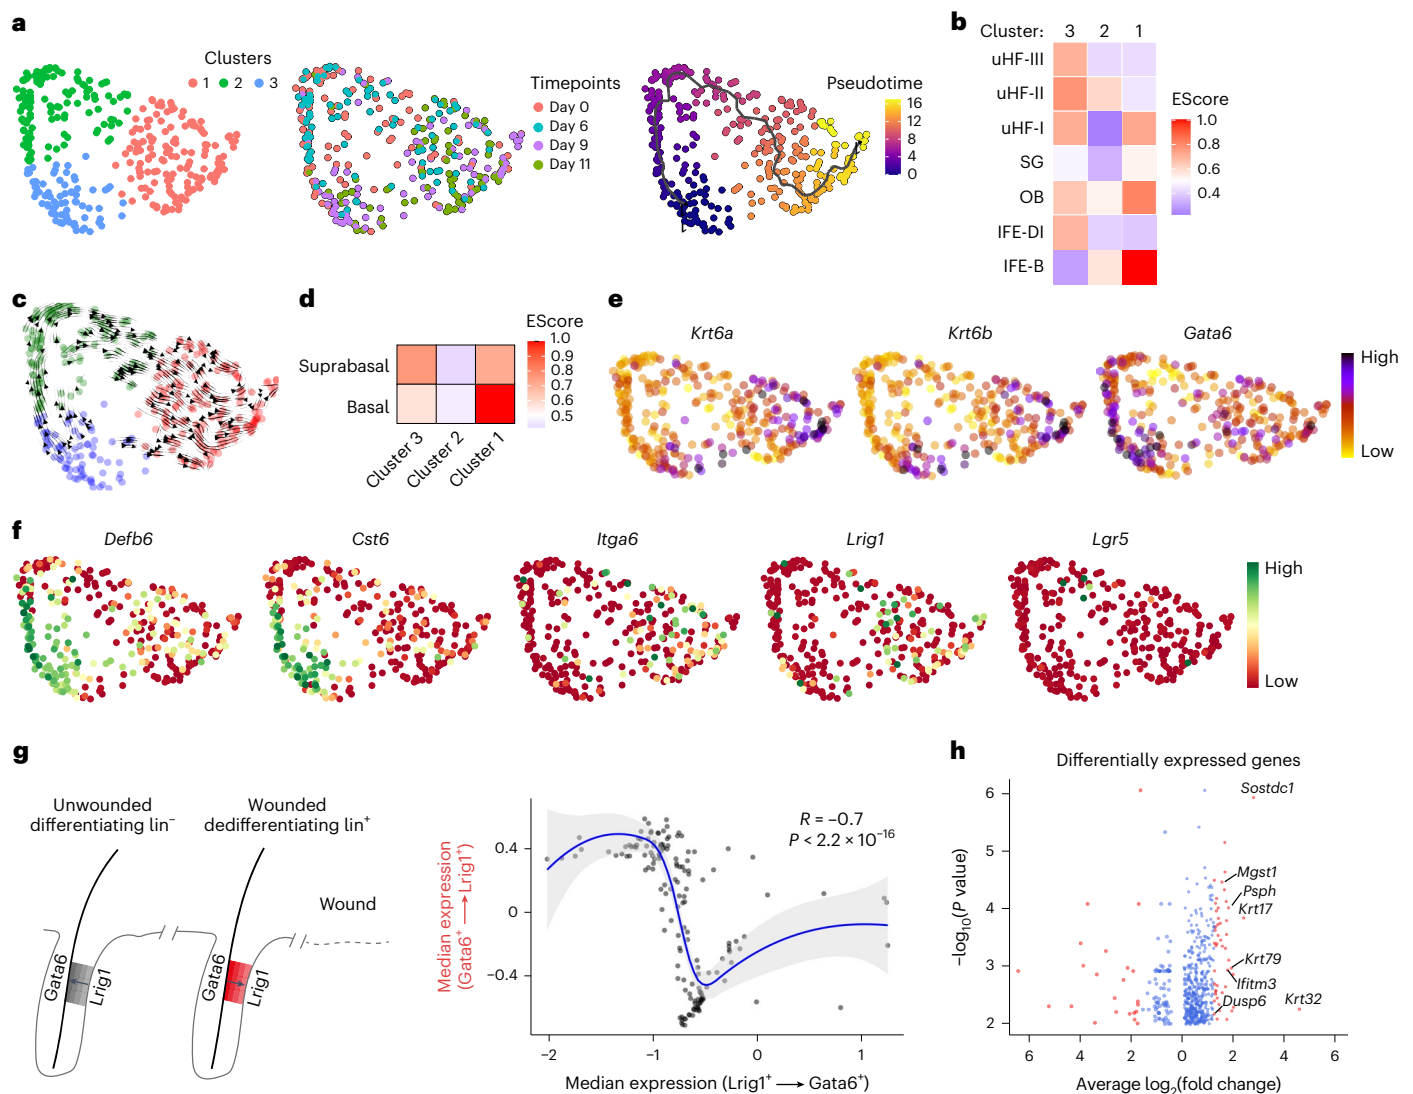 a
Clusters
1 2 3
Timepoints
Day 0
Day 6
Day 9
Day 11
Pseudotime
16
12
8
4
0
b
Cluster: 3 2 1
uHF-III
uHF-II
uHF-I
SG
OB
IFE-DI
IFE-B
EScore
1.0
0.8
0.6
0.4
c
d
Suprabasal
Basal
Cluster 3
Cluster 2
Cluster 1
EScore
1.0
0.9
0.8
0.7
0.6
0.5
e
Krt6a
Krt6b
Gata6
High
Low
f
Defb6
Cst6
Itga6
Lrig1
Lgr5
High
Low
g
Unwounded
differentiating lin−
Wounded
dedifferentiating lin+
Wound
Gata6
Lrig1
Gata6
Lrig1
Median expression
(Gata6+ ⟶ Lrig1+)
0.4
0
−0.4
R = −0.7
P < 2.2 × 10−16
−2 −1 0 1
Median expression (Lrig1+ ⟶ Gata6+)
h
Differentially expressed genes
−log10(P value)
6
5
4
3
2
Sostdc1
Mgst1
Psph
Krt17
Krt79
Ifitm3
Dusp6
Krt32
6 4 2 0 2 4 6
Average log2(fold change)